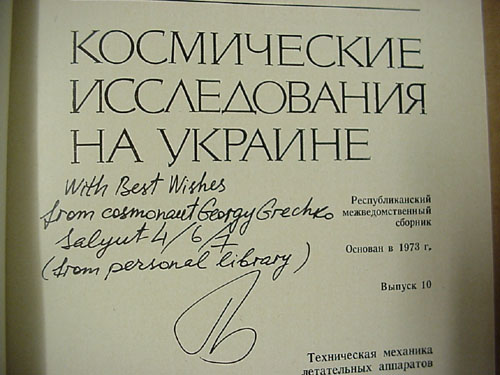 КОСМИЧЕСКИЕ
ИССЛЕДОВАНИЯ
НА УКРАИНЕ
With Best Wishes
from cosmonaut Georgy Grechko
Salyut 4/6/7
(from personal library)
Республиканский
межведомственный
сборник
Основан в 1973 г.
Выпуск 10
Техническая механика
летательных аппаратов